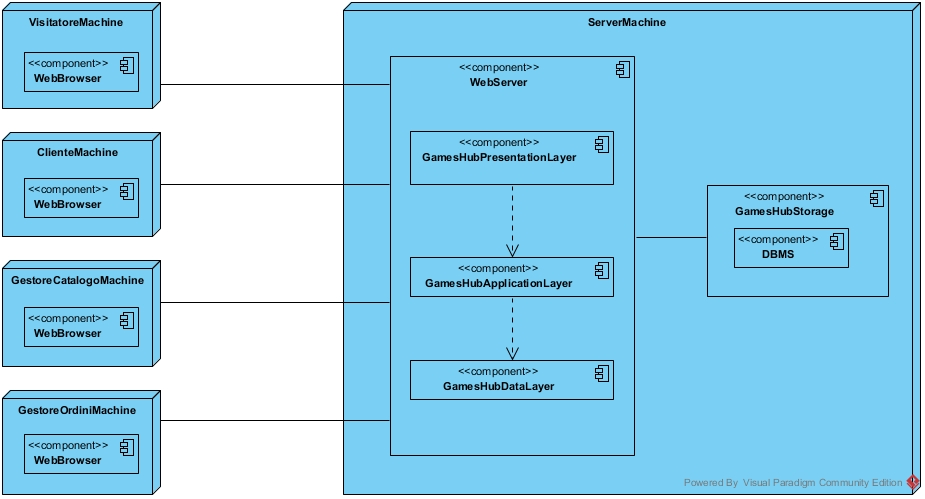 VisitatoreMachine
<<component>>
WebBrowser
ClienteMachine
<<component>>
WebBrowser
GestoreCatalogoMachine
<<component>>
WebBrowser
GestoreOrdiniMachine
<<component>>
WebBrowser
ServerMachine
<<component>>
WebServer
<<component>>
GamesHubPresentationLayer
<<component>>
GamesHubApplicationLayer
<<component>>
GamesHubDataLayer
<<component>>
GamesHubStorage
<<component>>
DBMS
Powered By Visual Paradigm Community Edition